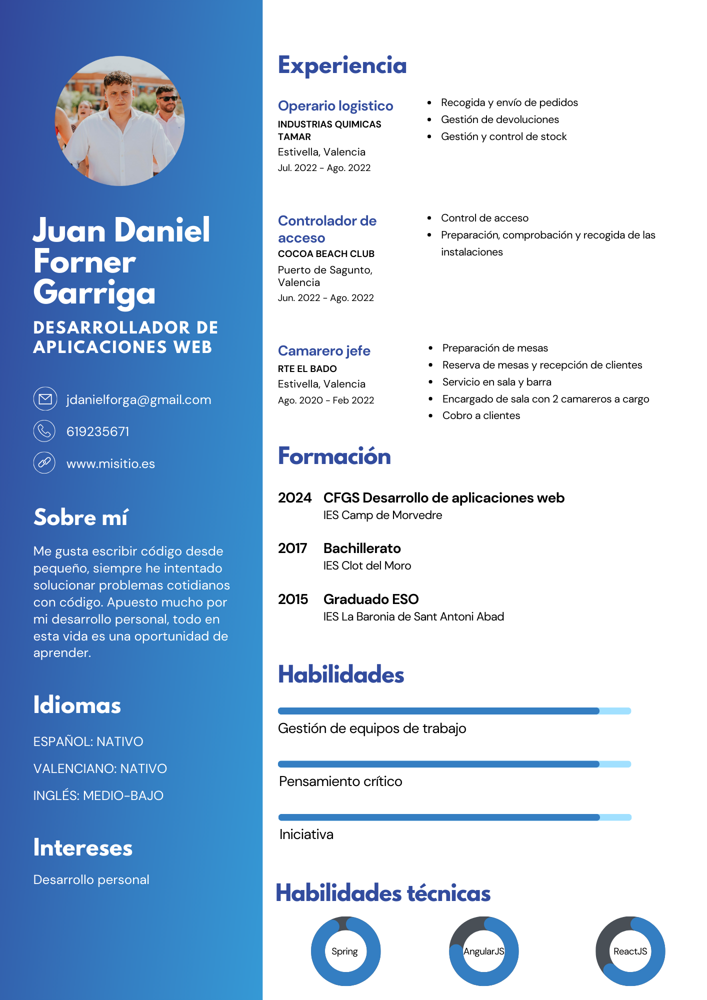 Juan Daniel
Forner
Garriga
DESARROLLADOR DE
APLICACIONES WEB
jdanielforga@gmail.com
619235671
www.misitio.es
Sobre mí
Me gusta escribir código desde
pequeño, siempre he intentado
solucionar problemas cotidianos
con código. Apuesto mucho por
mi desarrollo personal, todo en
esta vida es una oportunidad de
aprender.
Idiomas
ESPAÑOL: NATIVO
VALENCIANO: NATIVO
INGLÉS: MEDIO-BAJO
Intereses
Desarrollo personal
Experiencia
Operario logistico
INDUSTRIAS QUIMICAS
TAMAR
Estivella, Valencia
Jul. 2022 - Ago. 2022
• Recogida y envío de pedidos
• Gestión de devoluciones
• Gestión y control de stock
Controlador de
acceso
COCOA BEACH CLUB
Puerto de Sagunto,
Valencia
Jun. 2022 - Ago. 2022
• Control de acceso
• Preparación, comprobación y recogida de las
instalaciones
Camarero jefe
RTE EL BADO
Estivella, Valencia
Ago. 2020 - Feb 2022
• Preparación de mesas
• Reserva de mesas y recepción de clientes
• Servicio en sala y barra
• Encargado de sala con 2 camareros a cargo
• Cobro a clientes
Formación
2024 CFGS Desarrollo de aplicaciones web
IES Camp de Morvedre
2017 Bachillerato
IES Clot del Moro
2015 Graduado ESO
IES La Baronia de Sant Antoni Abad
Habilidades
Gestión de equipos de trabajo
Pensamiento crítico
Iniciativa
Habilidades técnicas
Spring
AngularJS
ReactJS